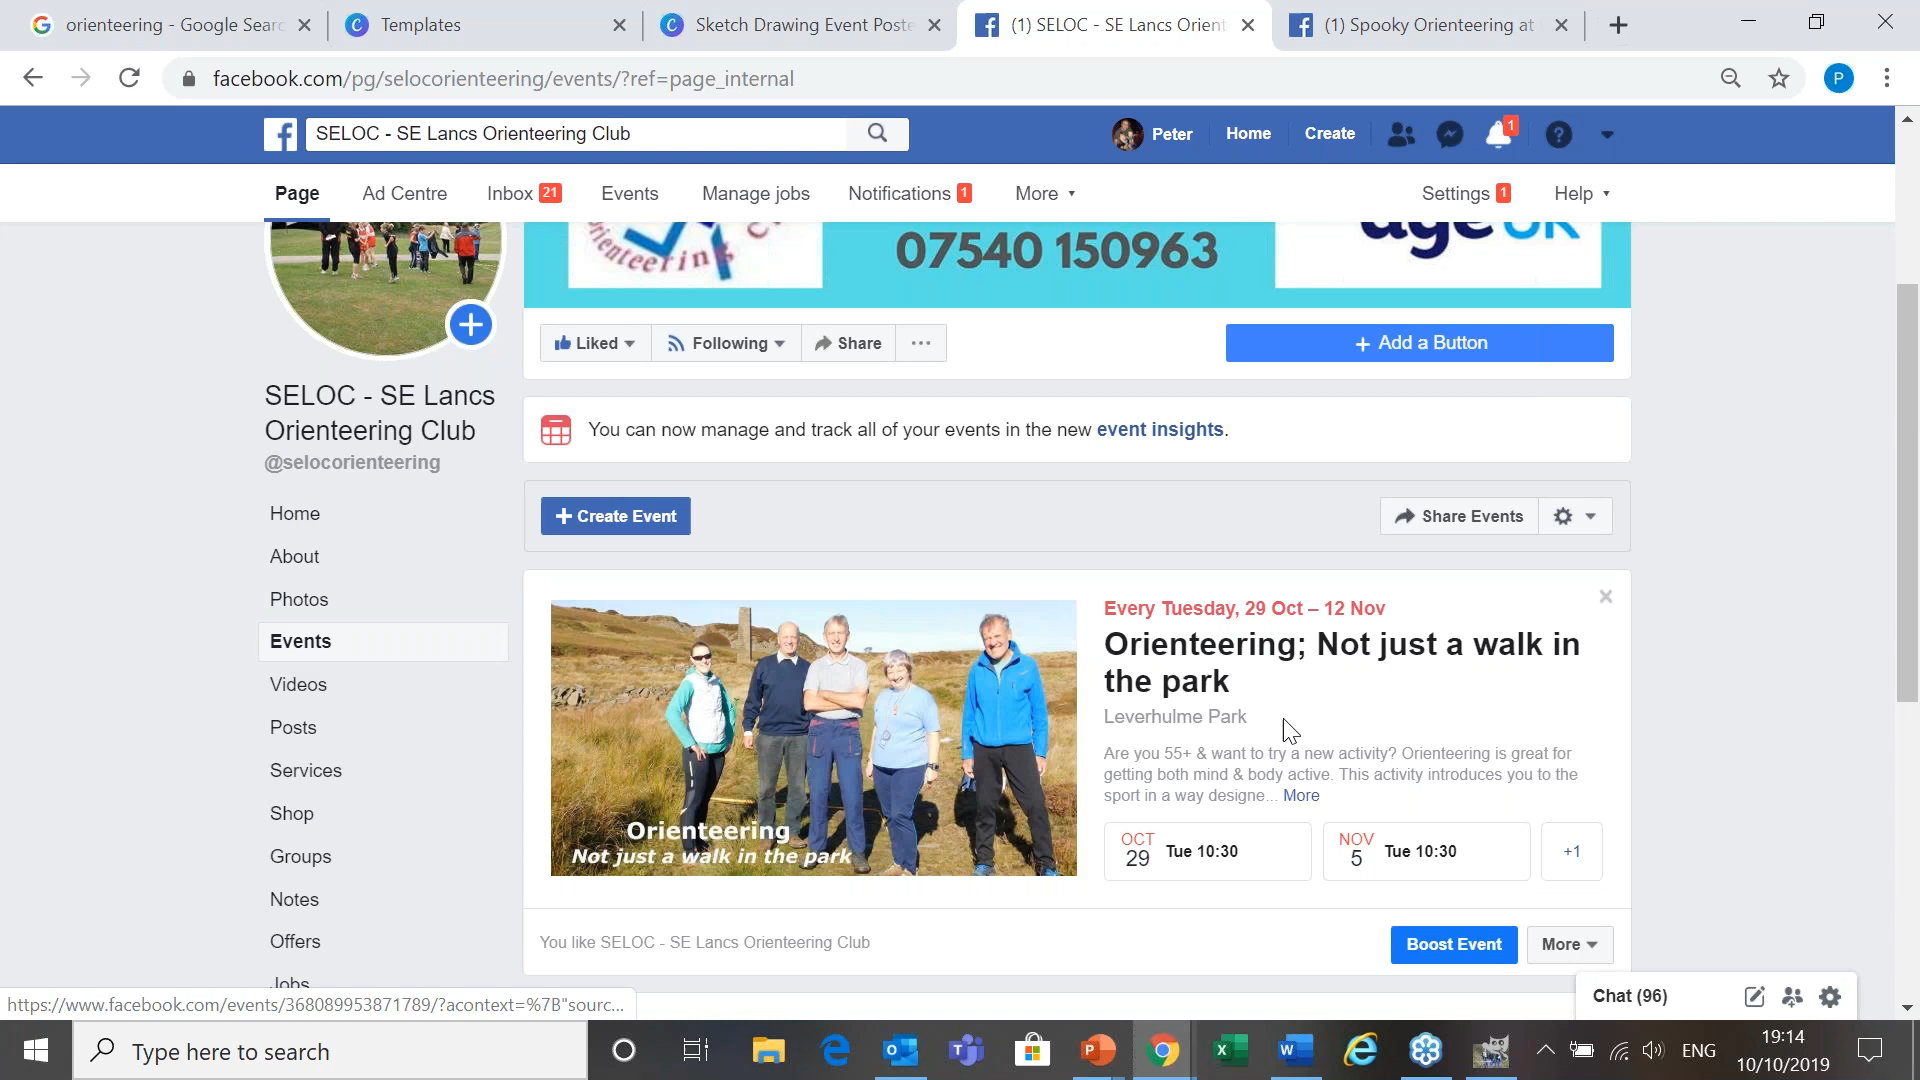 orienteering - Google Searc
Templates
Sketch Drawing Event Poste
(1) SELOC - SE Lancs Orient
(1) Spooky Orienteering at
facebook.com/pg/selocorienteering/events/?ref=page_internal
P
SELOC - SE Lancs Orienteering Club
Peter
Home
Create
1
Page
Ad Centre
Inbox 21
Events
Manage jobs
Notifications 1
More
Settings 1
Help
rienteering
07540 150963
age UK
Liked
Following
Share
+ Add a Button
SELOC - SE Lancs
Orienteering Club
@selocorienteering
You can now manage and track all of your events in the new event insights.
+ Create Event
Share Events
Home
About
Photos
Events
Videos
Posts
Services
Shop
Groups
Notes
Offers
Jobs
Orienteering
Not just a walk in the park
Every Tuesday, 29 Oct – 12 Nov
Orienteering; Not just a walk in
the park
Leverhulme Park
Are you 55+ & want to try a new activity? Orienteering is great for
getting both mind & body active. This activity introduces you to the
sport in a way designe... More
OCT
29
Tue 10:30
NOV
5
Tue 10:30
+1
You like SELOC - SE Lancs Orienteering Club
Boost Event
More
Chat (96)
https://www.facebook.com/events/368089953871789/?acontext=%7B"sourc...
Type here to search
ENG
19:14
10/10/2019